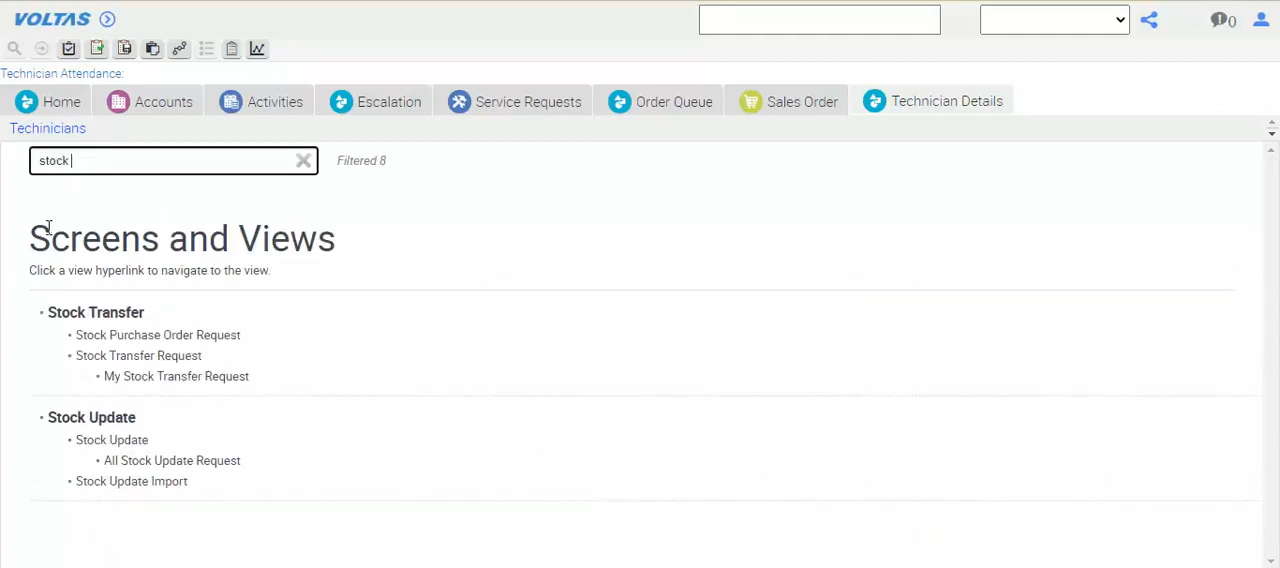 VOLTAS
0
Technician Attendance:
Home Accounts Activities Escalation Service Requests Order Queue Sales Order Technician Details
Techinicians
stock Filtered 8
Screens and Views
Click a view hyperlink to navigate to the view.
Stock Transfer
Stock Purchase Order Request
Stock Transfer Request
My Stock Transfer Request
Stock Update
Stock Update
All Stock Update Request
Stock Update Import